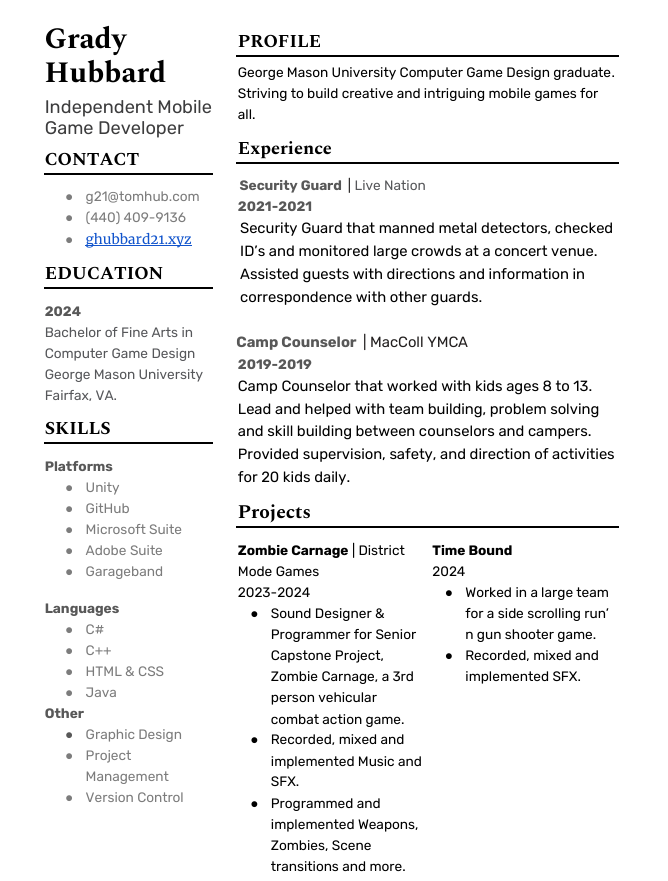 Grady
Hubbard
Independent Mobile
Game Developer
CONTACT
● g21@tomhub.com
● (440) 409-9136
● ghubbard21.xyz
EDUCATION
2024
Bachelor of Fine Arts in
Computer Game Design
George Mason University
Fairfax, VA.
SKILLS
Platforms
● Unity
● GitHub
● Microsoft Suite
● Adobe Suite
● Garageband
Languages
● C#
● C++
● HTML & CSS
● Java
Other
● Graphic Design
● Project
Management
● Version Control
PROFILE
George Mason University Computer Game Design graduate.
Striving to build creative and intriguing mobile games for
all.
Experience
Security Guard | Live Nation
2021-2021
Security Guard that manned metal detectors, checked
ID’s and monitored large crowds at a concert venue.
Assisted guests with directions and information in
correspondence with other guards.
Camp Counselor | MacColl YMCA
2019-2019
Camp Counselor that worked with kids ages 8 to 13.
Lead and helped with team building, problem solving
and skill building between counselors and campers.
Provided supervision, safety, and direction of activities
for 20 kids daily.
Projects
Zombie Carnage | District
Mode Games
2023-2024
● Sound Designer &
Programmer for Senior
Capstone Project,
Zombie Carnage, a 3rd
person vehicular
combat action game.
● Recorded, mixed and
implemented Music and
SFX.
● Programmed and
implemented Weapons,
Zombies, Scene
transitions and more.
Time Bound
2024
● Worked in a large team
for a side scrolling run’
n gun shooter game.
● Recorded, mixed and
implemented SFX.